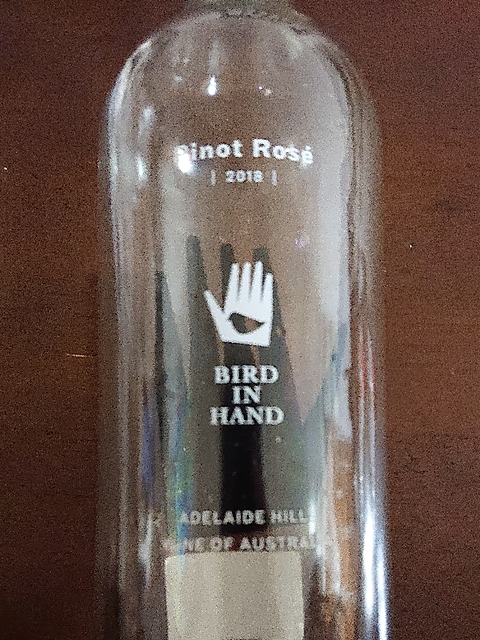 Pinot Rosé
| 2018 |
BIRD
IN
HAND
ADELAIDE HILLS
WINE OF AUSTRALIA